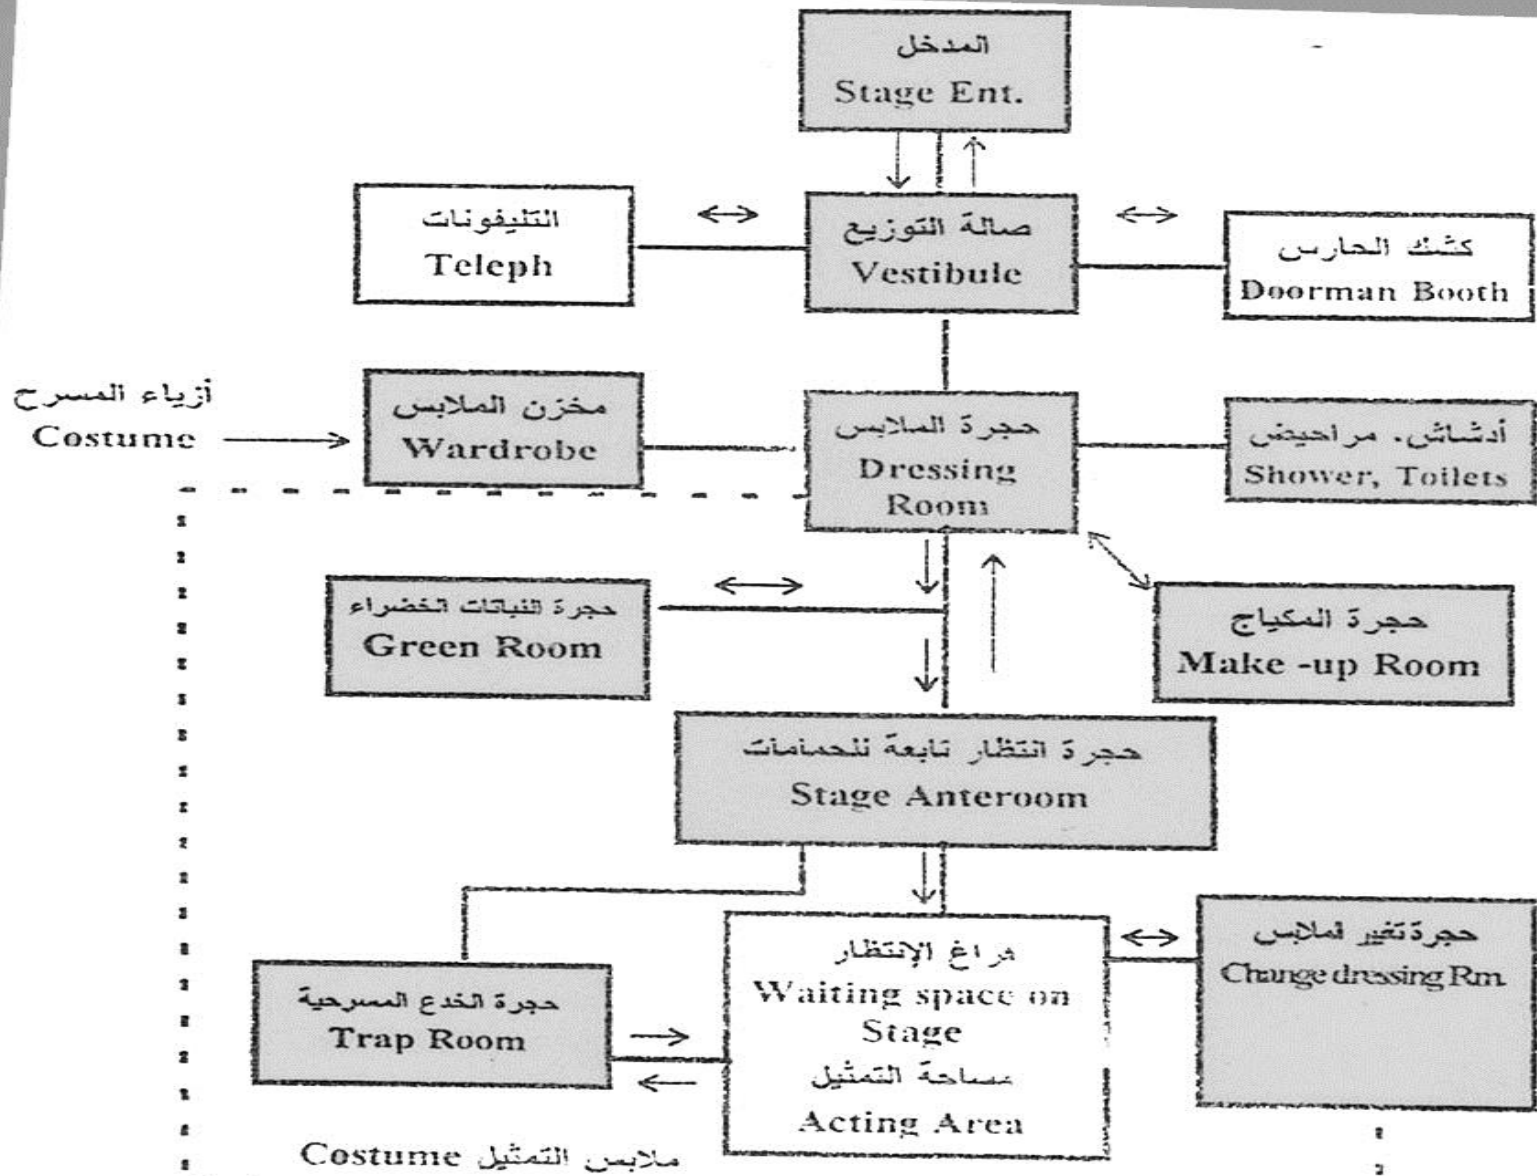 المدخل
Stage Ent.
التليفونات
Teleph
صالة التوزيع
Vestibule
كشك الحارس
Doorman Booth
أزياء المسرح
Costume
مخزن الملابس
Wardrobe
حجرة الملابس
Dressing
Room
أدشاش. مراحيض
Shower, Toilets
حجرة النباتات الخضراء
Green Room
حجرة المكياج
Make -up Room
حجرة انتظار تابعة للحمامات
Stage Anteroom
حجرة الخدع المسرحية
Trap Room
فراغ الإنتظار
Waiting space on
Stage
مساحة التمثيل
Acting Area
حجرة تغير لملابس
Change dressing Rm.
Costume ملابس التمثيل